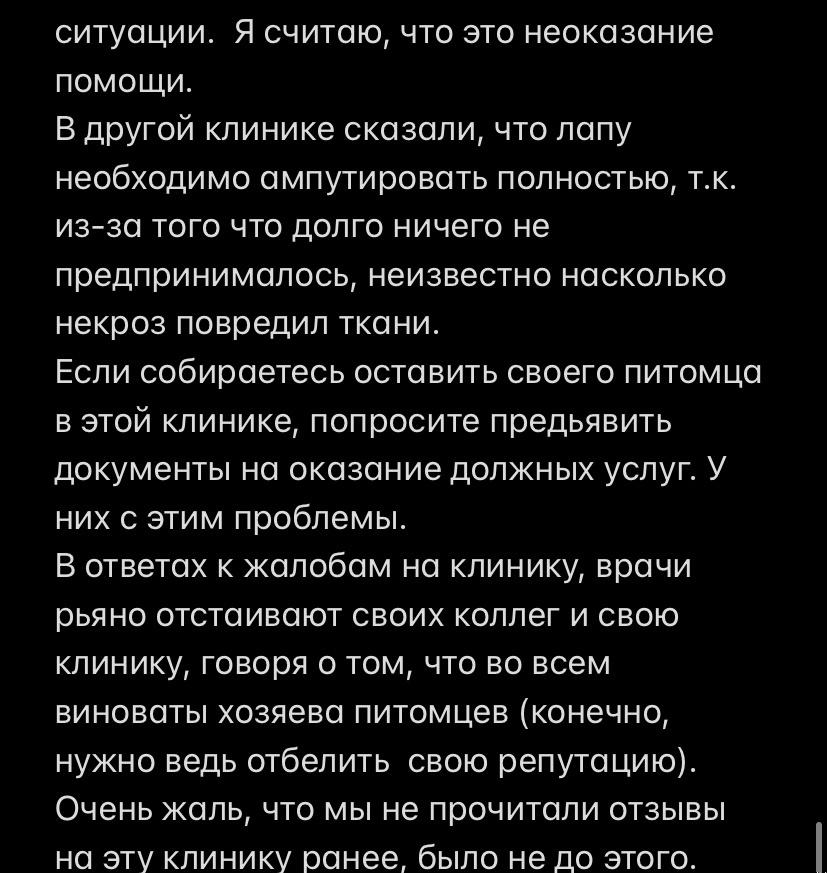 ситуации.  Я считаю, что это неоказание
помощи.
В другой клинике сказали, что лапу
необходимо ампутировать полностью, т.к.
из-за того что долго ничего не
предпринималось, неизвестно насколько
некроз повредил ткани.
Если собираетесь оставить своего питомца
в этой клинике, попросите предьявить
документы на оказание должных услуг. У
них с этим проблемы.
В ответах к жалобам на клинику, врачи
рьяно отстаивают своих коллег и свою
клинику, говоря о том, что во всем
виноваты хозяева питомцев (конечно,
нужно ведь отбелить  свою репутацию).
Очень жаль, что мы не прочитали отзывы
на эту клинику ранее, было не до этого.